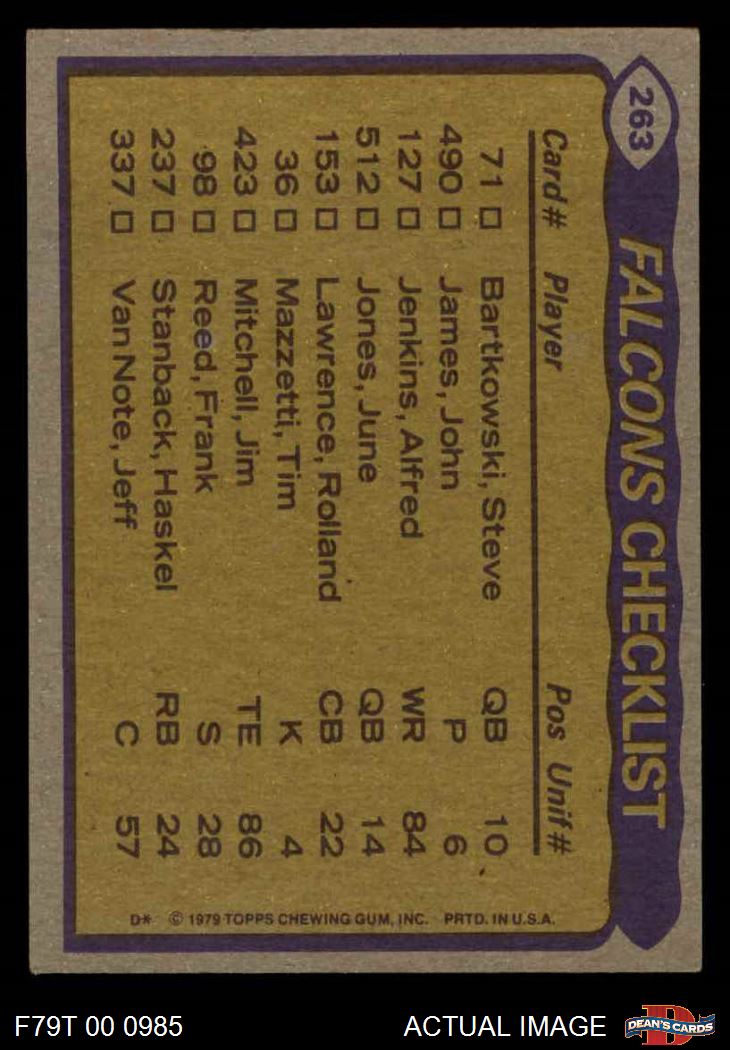 263 FALCONS CHECKLIST
Card# Player Pos Unif#
71 □ Bartkowski, Steve QB 10
490 □ James, John P 6
127 □ Jenkins, Alfred WR 84
512 □ Jones, June QB 14
153 □ Lawrence, Rolland CB 22
36 □ Mazzetti, Tim K 4
423 □ Mitchell, Jim TE 86
98 □ Reed, Frank S 28
237 □ Stanback, Haskel RB 24
337 □ Van Note, Jeff C 57
D* © 1979 TOPPS CHEWING GUM, INC. PRTD. IN U.S.A.
F79T 00 0985 ACTUAL IMAGE D DEAN'S CARDS